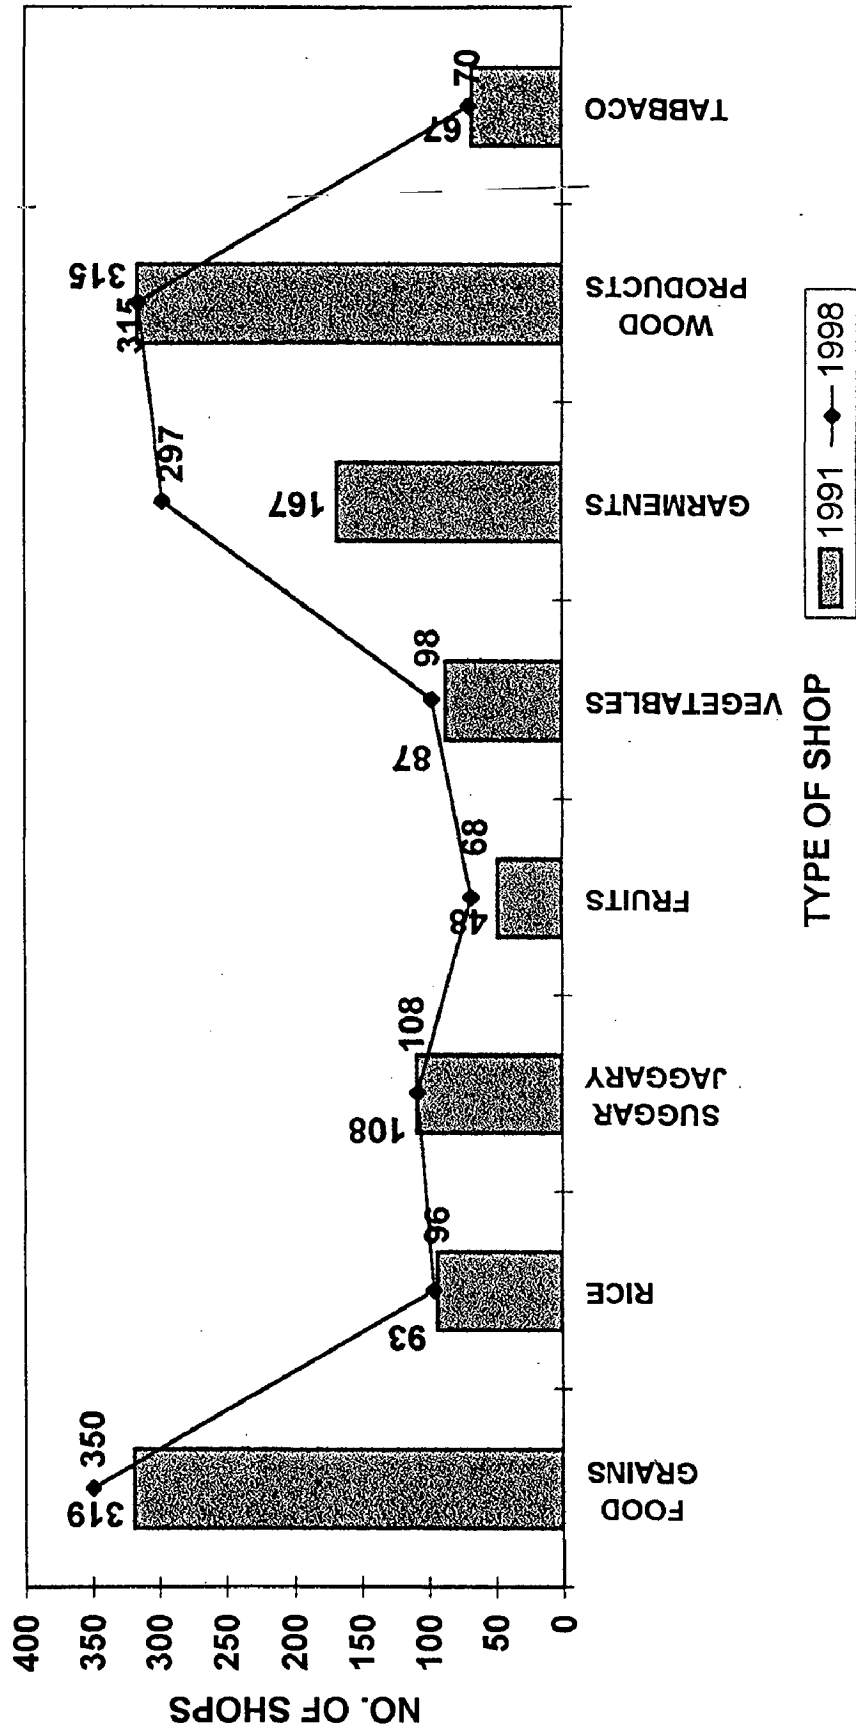 NO. OF SHOPS
400
350
300
250
200
150
100
50
0
319
350
93
96
108
108
48
68
87
98
167
297
315
315
67
70
FOOD
GRAINS
RICE
SUGGAR
JAGGARY
FRUITS
VEGETABLES
GARMENTS
WOOD
PRODUCTS
TABBACO
TYPE OF SHOP
1991 1998